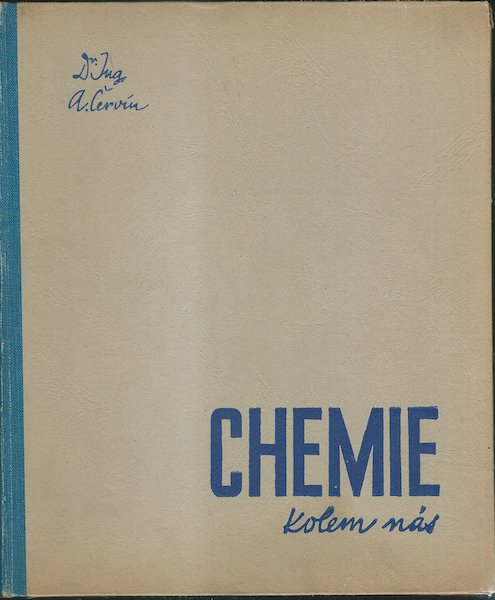 Dr. Ing.
A. Červín
CHEMIE
kolem nás